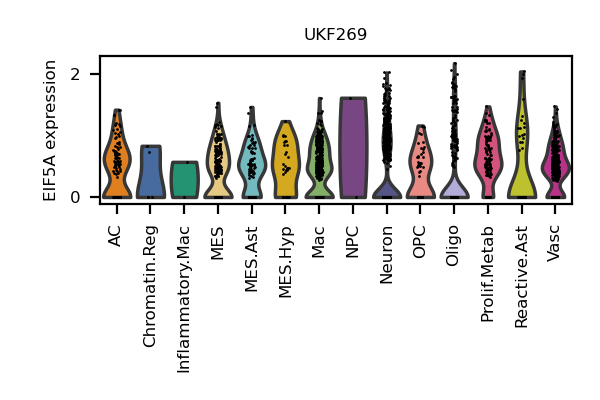 UKF269
EIF5A expression
2
0
AC
Chromatin.Reg
Inflammatory.Mac
MES
MES.Ast
MES.Hyp
Mac
NPC
Neuron
OPC
Oligo
Prolif.Metab
Reactive.Ast
Vasc